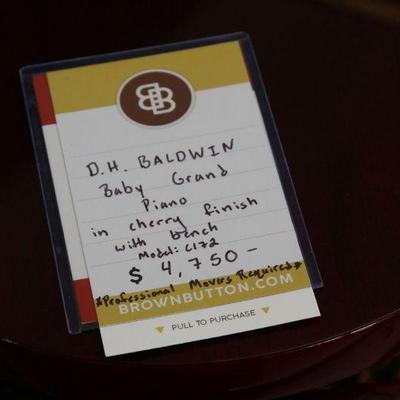 BB
D.H. BALDWIN
Baby Grand
Piano
in cherry finish
with bench
Model: C172
$ 4,750-
*Professional Movers Required*
BROWNBUTTON.COM
PULL TO PURCHASE